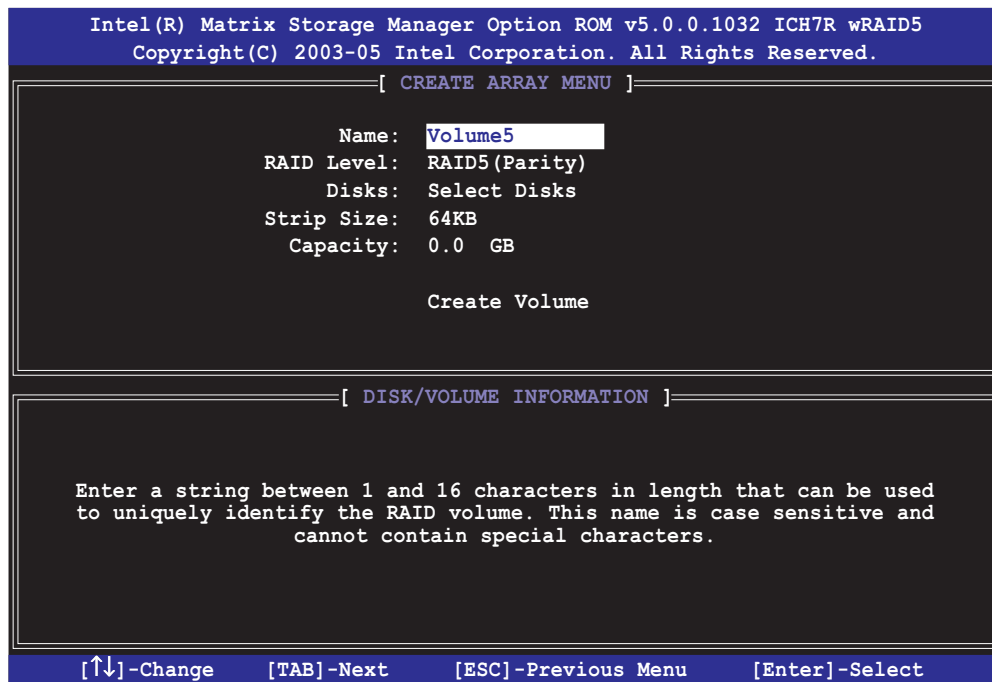 Intel(R) Matrix Storage Manager Option ROM v5.0.0.1032 ICH7R wRAID5
Copyright(C) 2003-05 Intel Corporation. All Rights Reserved.
[ CREATE ARRAY MENU ]
Name: Volume5
RAID Level: RAID5(Parity)
Disks: Select Disks
Strip Size: 64KB
Capacity: 0.0 GB
Create Volume
[ DISK/VOLUME INFORMATION ]
Enter a string between 1 and 16 characters in length that can be used
to uniquely identify the RAID volume. This name is case sensitive and
cannot contain special characters.
[↑↓]-Change [TAB]-Next [ESC]-Previous Menu [Enter]-Select